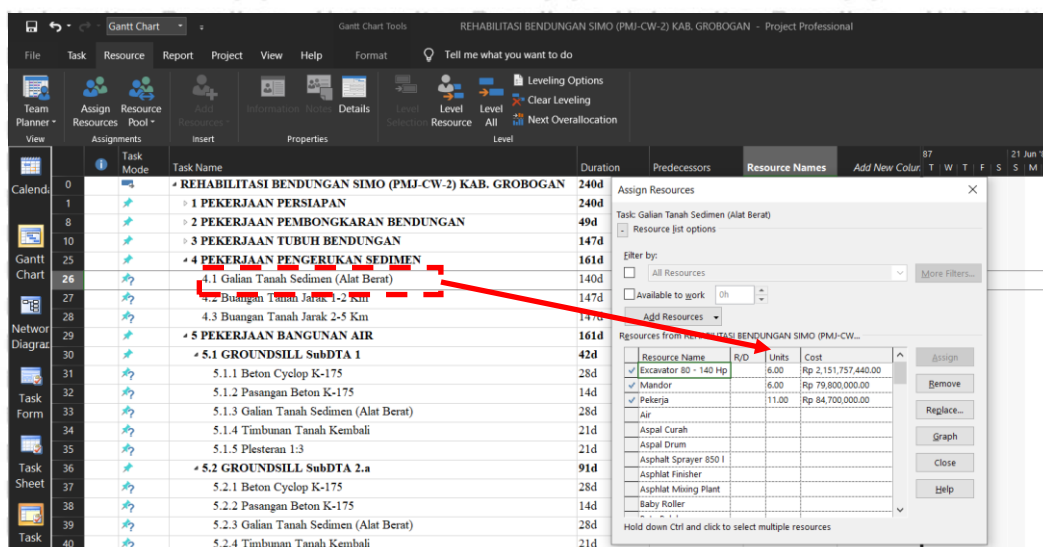 Gantt Chart
Gantt Chart Tools
REHABILITASI BENDUNGAN SIMO (PMJ-CW-2) KAB. GROBOGAN - Project Professional
File Task Resource Report Project View Help Format Tell me what you want to do
Team Planner
Assign Resources
Resource Pool
Add Resources
Information
Notes
Details
Level Selection
Level Resource
Level All
Leveling Options
Clear Leveling
Next Overallocation
View Assignments Insert Properties Level
Task Mode Task Name Duration Predecessors Resource Names Add New Colur
87 21 Jun '
T W T F S S M
Calenda
Gantt Chart
Networ Diagrar
Task Form
Task Sheet
Task
0 REHABILITASI BENDUNGAN SIMO (PMJ-CW-2) KAB. GROBOGAN 240d
1 1 PEKERJAAN PERSIAPAN 240d
8 2 PEKERJAAN PEMBONGKARAN BENDUNGAN 49d
10 3 PEKERJAAN TUBUH BENDUNGAN 147d
25 4 PEKERJAAN PENGERUKAN SEDIMEN 161d
26 4.1 Galian Tanah Sedimen (Alat Berat) 140d
27 4.2 Buangan Tanah Jarak 1-2 Km 147d
28 4.3 Buangan Tanah Jarak 2-5 Km 147d
29 5 PEKERJAAN BANGUNAN AIR 161d
30 5.1 GROUNDSILL SubDTA 1 42d
31 5.1.1 Beton Cyclop K-175 28d
32 5.1.2 Pasangan Beton K-175 14d
33 5.1.3 Galian Tanah Sedimen (Alat Berat) 28d
34 5.1.4 Timbunan Tanah Kembali 21d
35 5.1.5 Plesteran 1:3 21d
36 5.2 GROUNDSILL SubDTA 2.a 91d
37 5.2.1 Beton Cyclop K-175 28d
38 5.2.2 Pasangan Beton K-175 14d
39 5.2.3 Galian Tanah Sedimen (Alat Berat) 28d
40 5.2.4 Timbunan Tanah Kembali 21d
Assign Resources
Task: Galian Tanah Sedimen (Alat Berat)
- Resource list options
Filter by:
All Resources More Filters...
Available to work 0h
Add Resources
Resources from REHABILITASI BENDUNGAN SIMO (PMJ-CW...
Resource Name R/D Units Cost
Excavator 80 - 140 Hp 6.00 Rp 2,151,757,440.00
Mandor 6.00 Rp 79,800,000.00
Pekerja 11.00 Rp 84,700,000.00
Air
Aspal Curah
Aspal Drum
Asphalt Sprayer 850 l
Asphlat Finisher
Asphlat Mixing Plant
Baby Roller
Assign
Remove
Replace...
Graph
Close
Help
Hold down Ctrl and click to select multiple resources